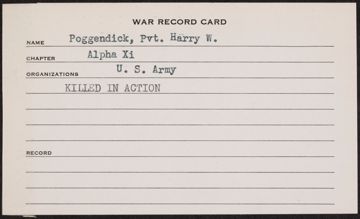 WAR RECORD CARD
NAME Poggendick, Pvt. Harry W.
CHAPTER Alpha Xi
ORGANIZATIONS U. S. Army
KILLED IN ACTION
RECORD